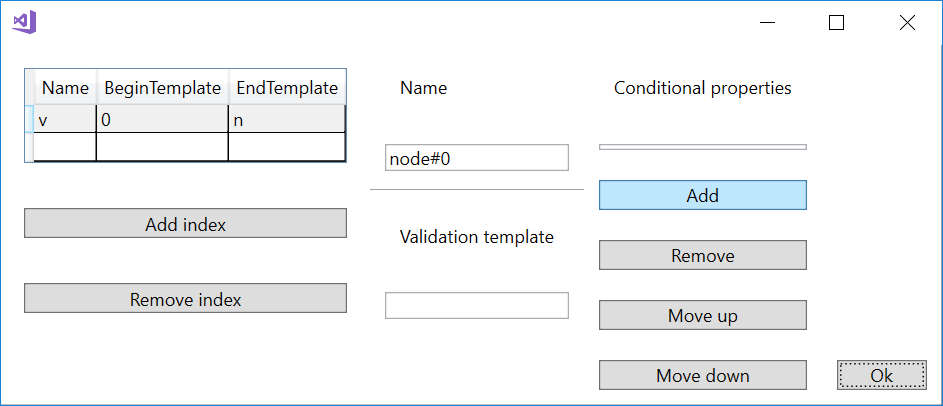 Name BeginTemplate EndTemplate
v 0 n
Add index
Remove index
Name
node#0
Validation template
Conditional properties
Add
Remove
Move up
Move down
Ok